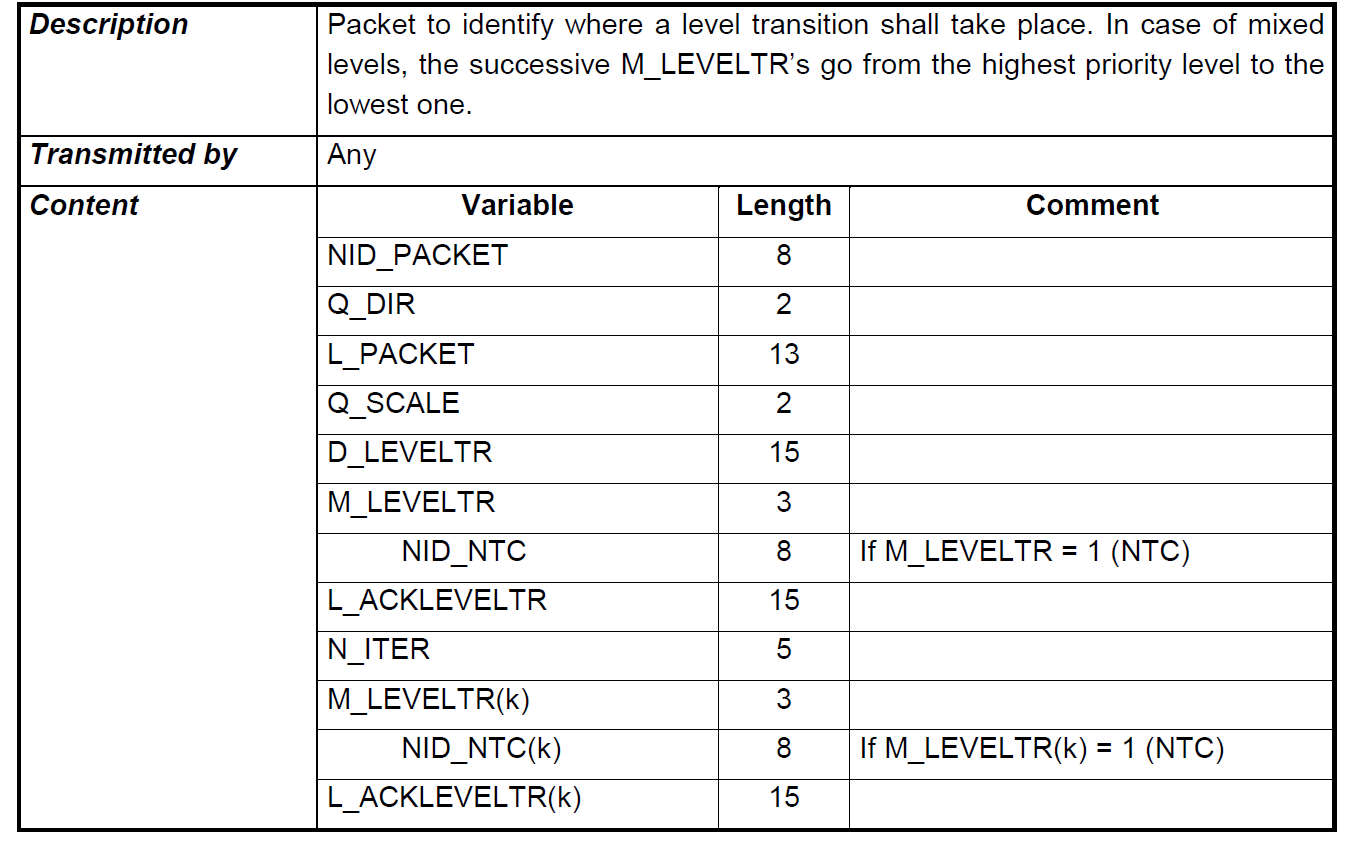 Description
Packet to identify where a level transition shall take place. In case of mixed
levels, the successive M_LEVELTR’s go from the highest priority level to the
lowest one.
Transmitted by
Any
Content
Variable Length Comment
NID_PACKET 8
Q_DIR 2
L_PACKET 13
Q_SCALE 2
D_LEVELTR 15
M_LEVELTR 3
NID_NTC 8 If M_LEVELTR = 1 (NTC)
L_ACKLEVELTR 15
N_ITER 5
M_LEVELTR(k) 3
NID_NTC(k) 8 If M_LEVELTR(k) = 1 (NTC)
L_ACKLEVELTR(k) 15